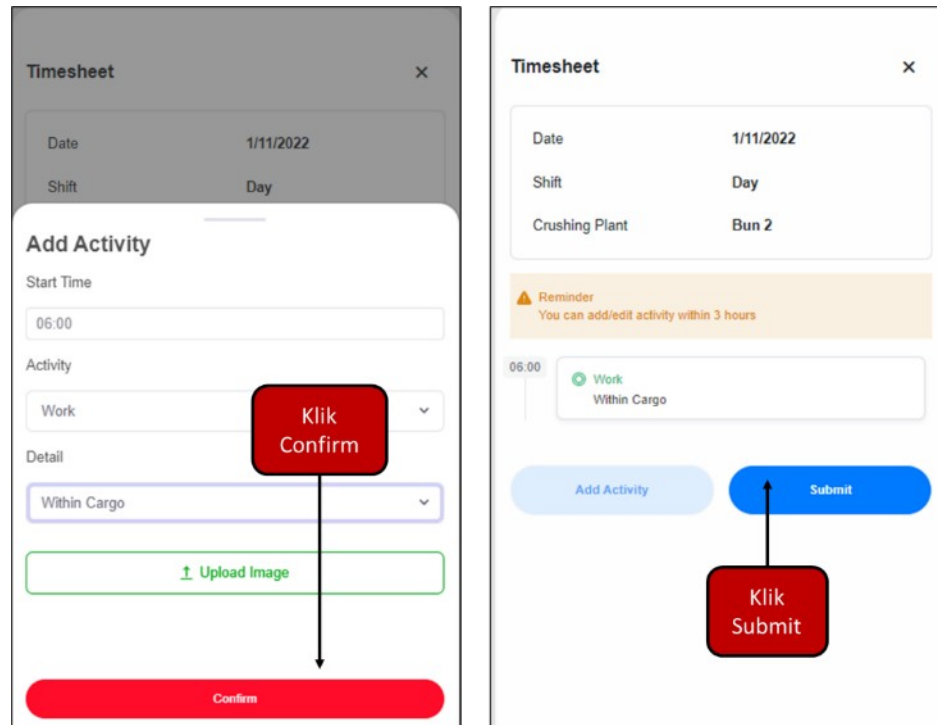 Timesheet ×
Date 1/11/2022
Shift Day
Add Activity
Start Time
06:00
Activity
Work
Klik
Confirm
Detail
Within Cargo
Upload Image
Confirm
Timesheet ×
Date 1/11/2022
Shift Day
Crushing Plant Bun 2
Reminder
You can add/edit activity within 3 hours
06:00
Work
Within Cargo
Add Activity Submit
Klik
Submit